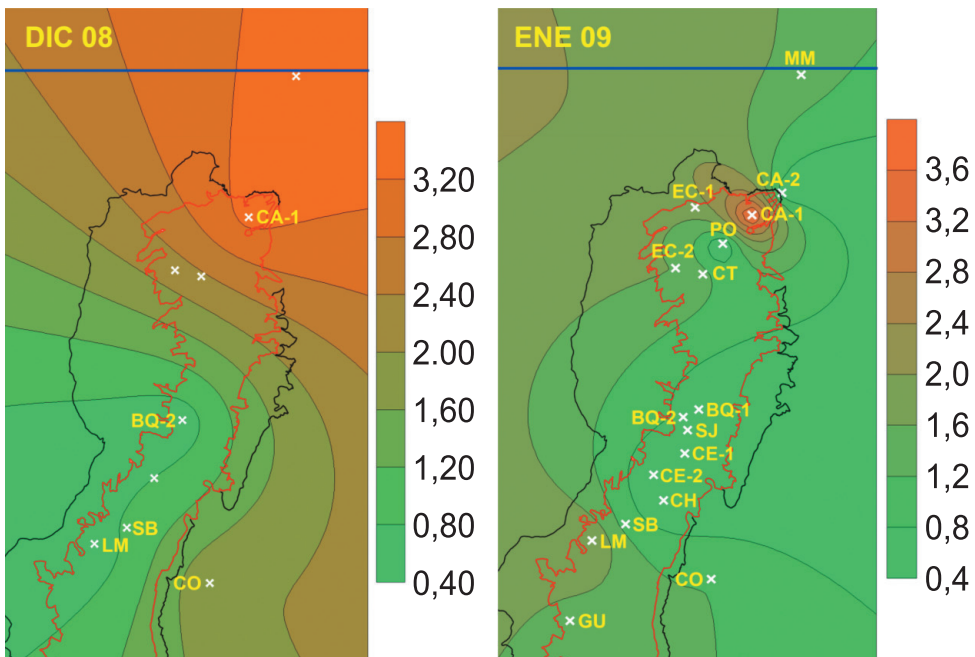 DIC 08
CA-1
BQ-2
SB
LM
CO
3,20
2,80
2,40
2.00
1,60
1,20
0,80
0,40
ENE 09
MM
CA-2
EC-1
CA-1
PO
EC-2
CT
BQ-1
BQ-2
SJ
CE-1
CE-2
CH
SB
LM
CO
GU
3,6
3,2
2,8
2,4
2,0
1,6
1,2
0,8
0,4